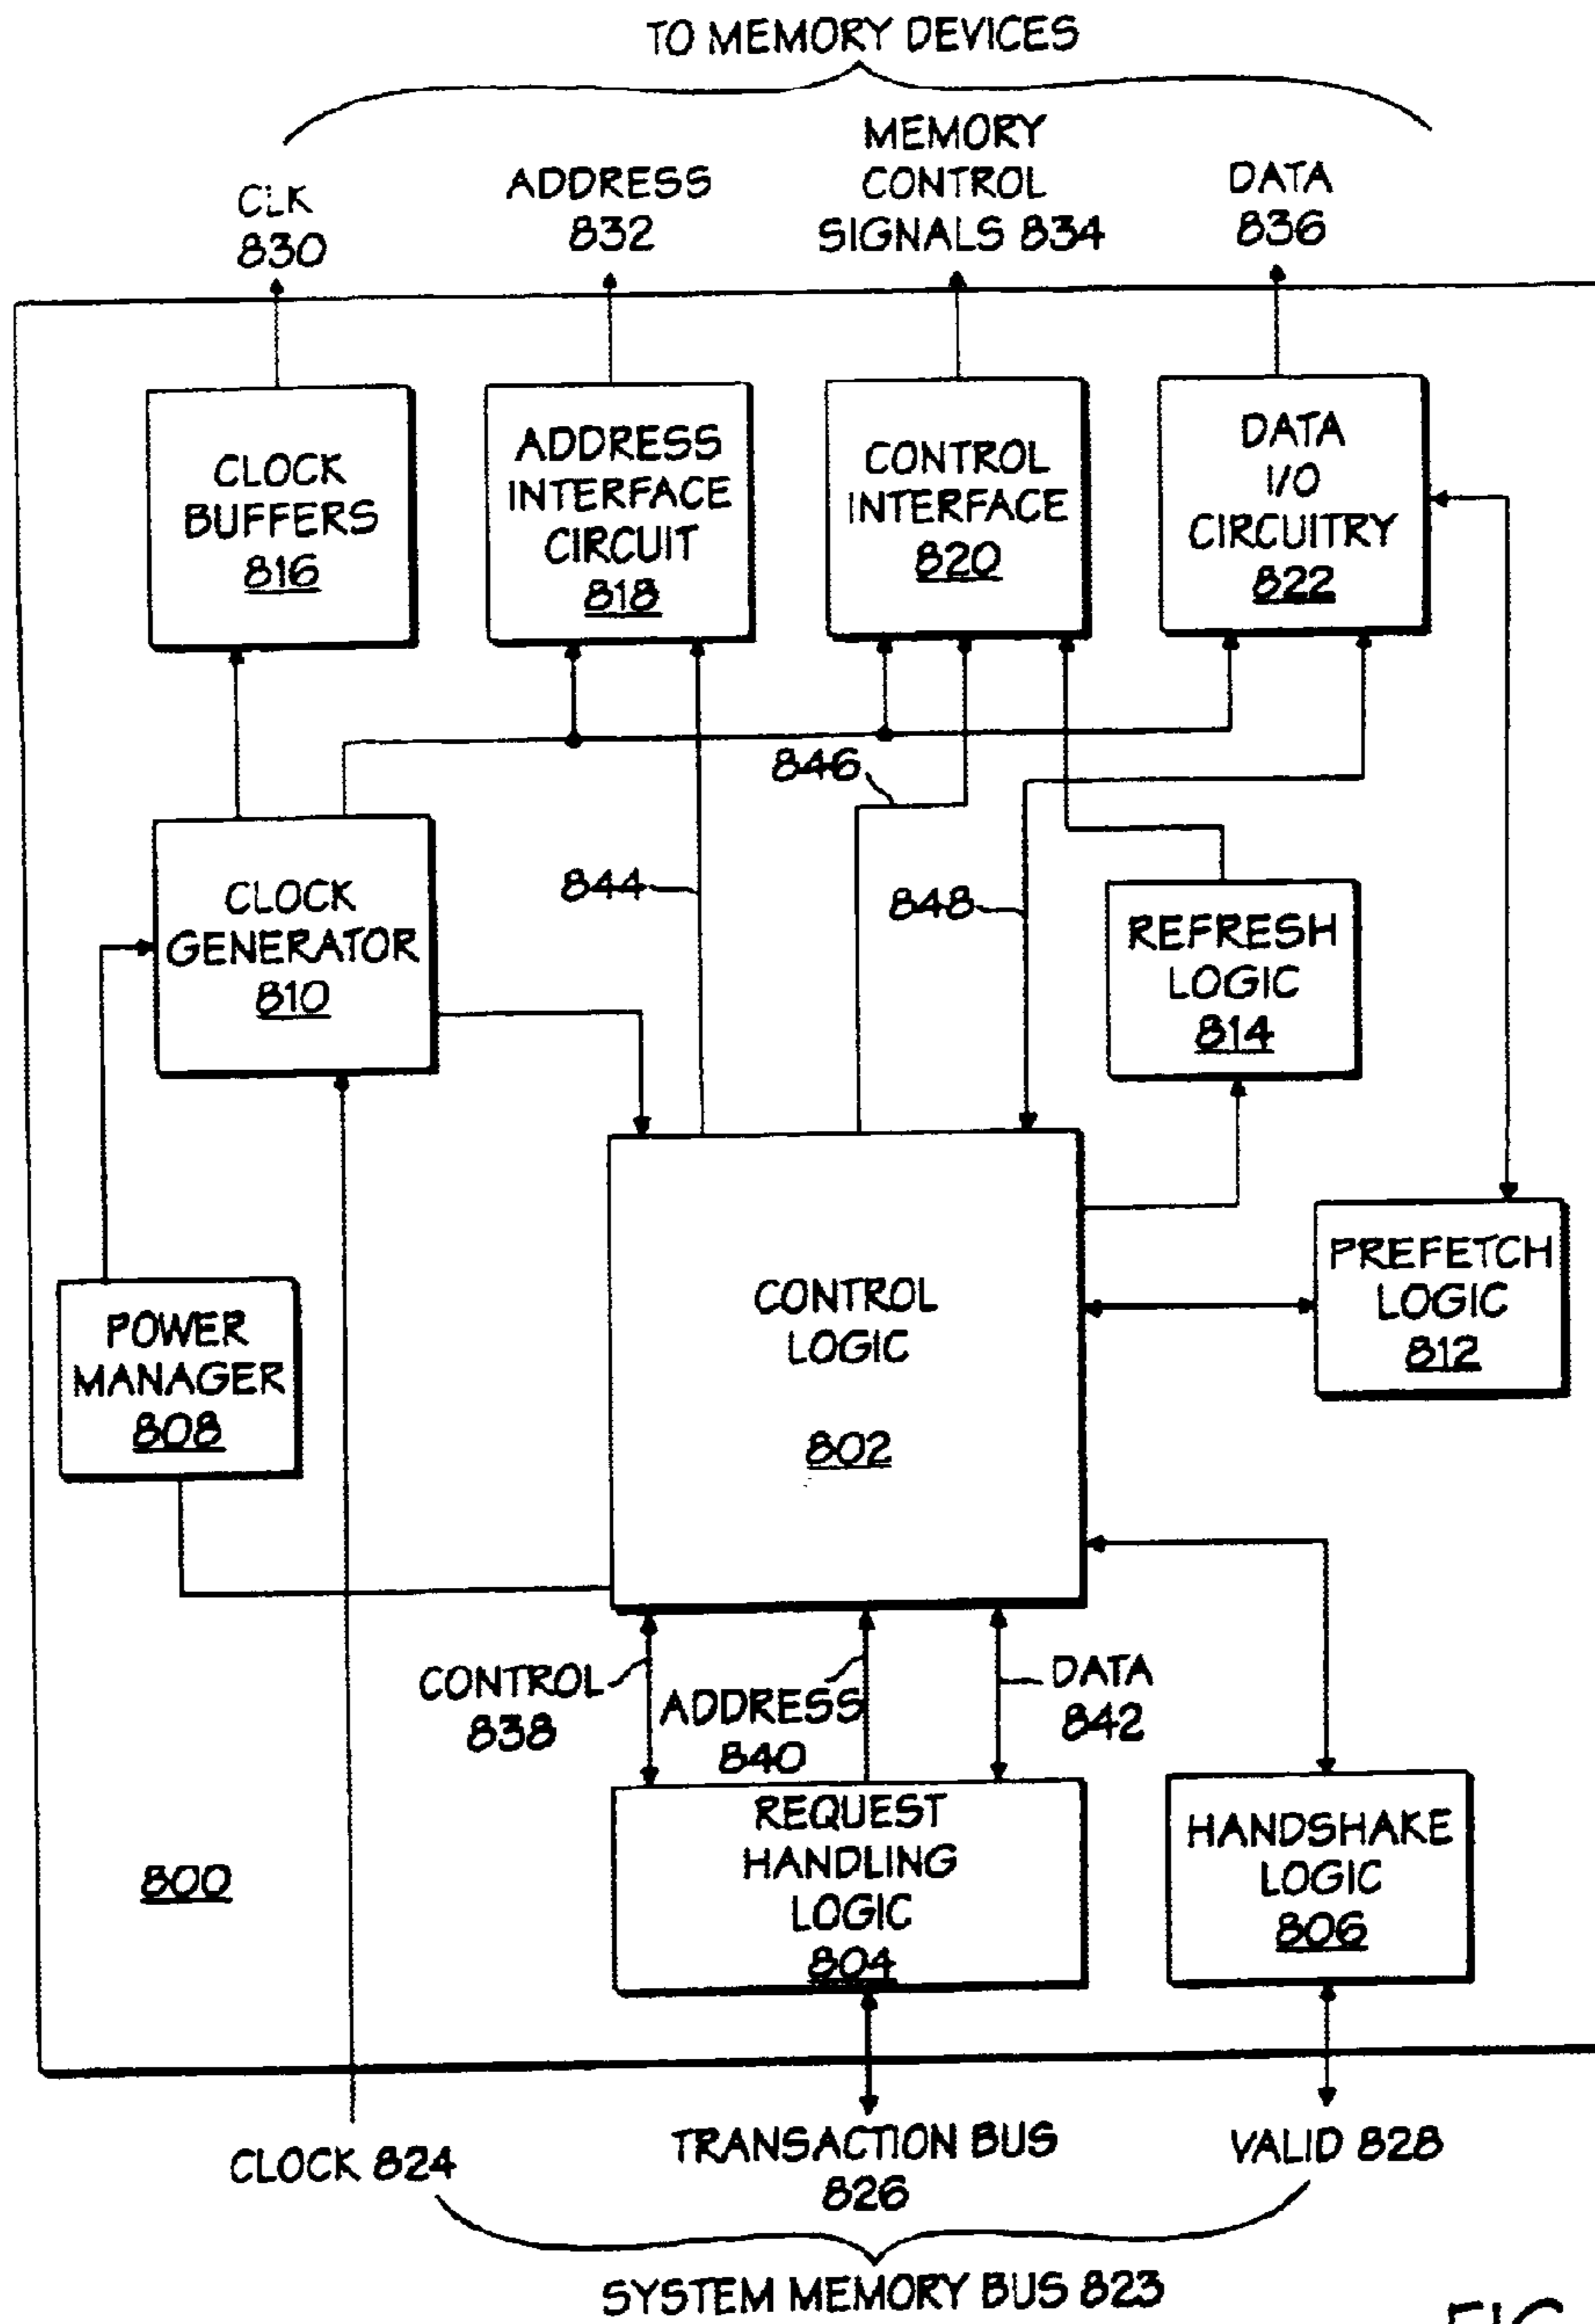 TO MEMORY DEVICES
CLK
830
ADDRESS
832
MEMORY
CONTROL
SIGNALS 834
DATA
836
CLOCK
BUFFERS
816
ADDRESS
INTERFACE
CIRCUIT
818
CONTROL
INTERFACE
820
DATA
I/O
CIRCUITRY
822
846
844
848
CLOCK
GENERATOR
810
REFRESH
LOGIC
814
CONTROL
LOGIC
802
PREFETCH
LOGIC
812
POWER
MANAGER
808
CONTROL
838
ADDRESS
840
DATA
842
REQUEST
HANDLING
LOGIC
804
HANDSHAKE
LOGIC
806
800
CLOCK 824
TRANSACTION BUS
826
VALID 828
SYSTEM MEMORY BUS 823